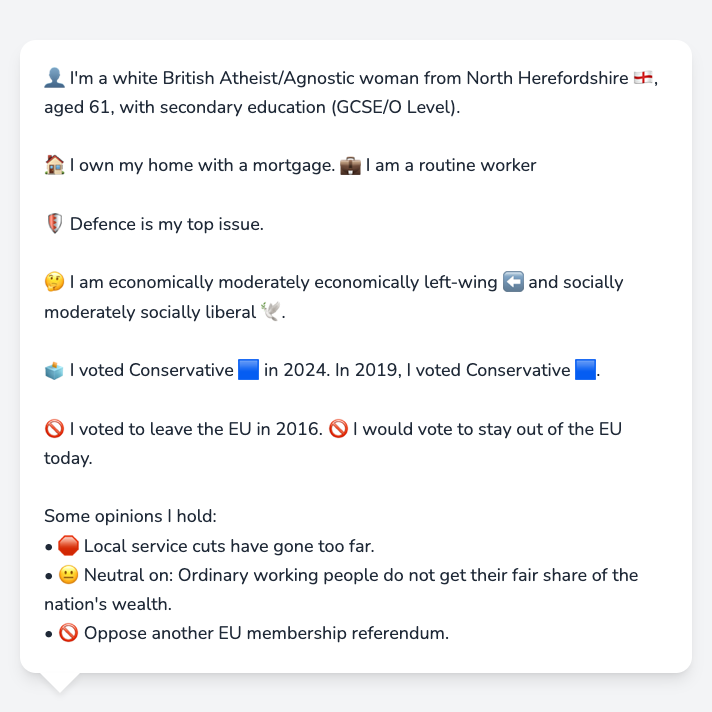 👤 I'm a white British Atheist/Agnostic woman from North Herefordshire 🏴󠁧󠁢󠁥󠁮󠁧󠁿,
aged 61, with secondary education (GCSE/O Level).
🏠 I own my home with a mortgage. 💼 I am a routine worker
🛡️ Defence is my top issue.
🤔 I am economically moderately economically left-wing ⬅️ and socially
moderately socially liberal 🕊️.
🗳️ I voted Conservative 🟦 in 2024. In 2019, I voted Conservative 🟦.
🚫 I voted to leave the EU in 2016. 🚫 I would vote to stay out of the EU
today.
Some opinions I hold:
• 🛑 Local service cuts have gone too far.
• 😐 Neutral on: Ordinary working people do not get their fair share of the
nation's wealth.
• 🚫 Oppose another EU membership referendum.